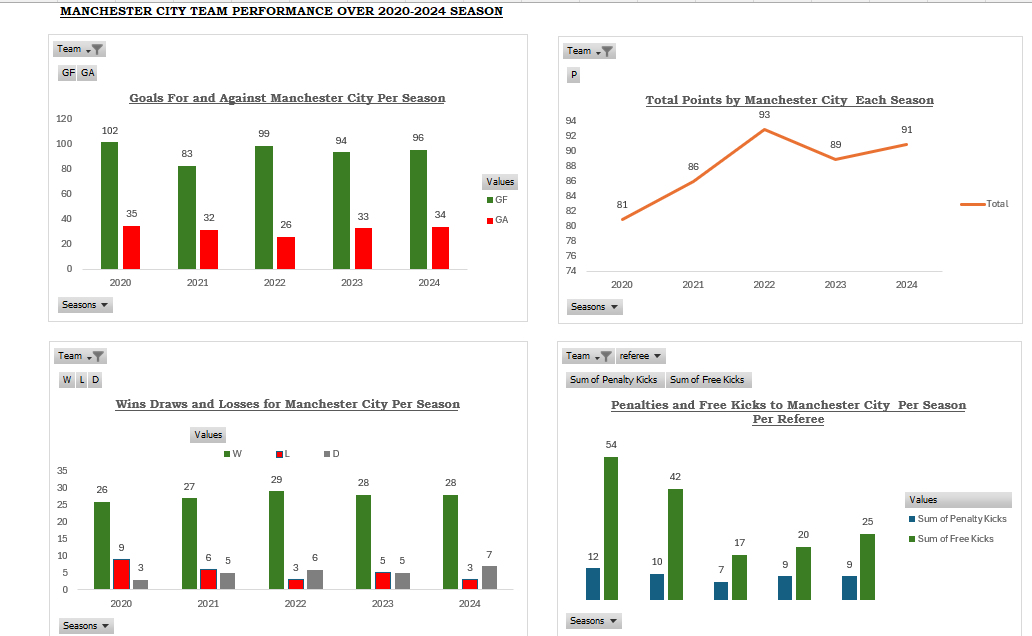 MANCHESTER CITY TEAM PERFORMANCE OVER 2020-2024 SEASON
Team
GF GA
Goals For and Against Manchester City Per Season
120
100
80
60
40
20
0
102
35
83
32
99
26
94
33
96
34
2020 2021 2022 2023 2024
Values
GF
GA
Seasons
Team
P
Total Points by Manchester City Each Season
94
92
90
88
86
84
82
80
78
76
74
81
86
93
89
91
2020 2021 2022 2023 2024
Total
Seasons
Team
W L D
Wins Draws and Losses for Manchester City Per Season
Values
W L D
35
30
25
20
15
10
5
0
26
9
3
27
6
5
29
3
6
28
5
5
28
3
7
2020 2021 2022 2023 2024
Seasons
Team referee
Sum of Penalty Kicks Sum of Free Kicks
Penalties and Free Kicks to Manchester City Per Season
Per Referee
12
54
10
42
7
17
9
20
9
25
Values
Sum of Penalty Kicks
Sum of Free Kicks
Seasons